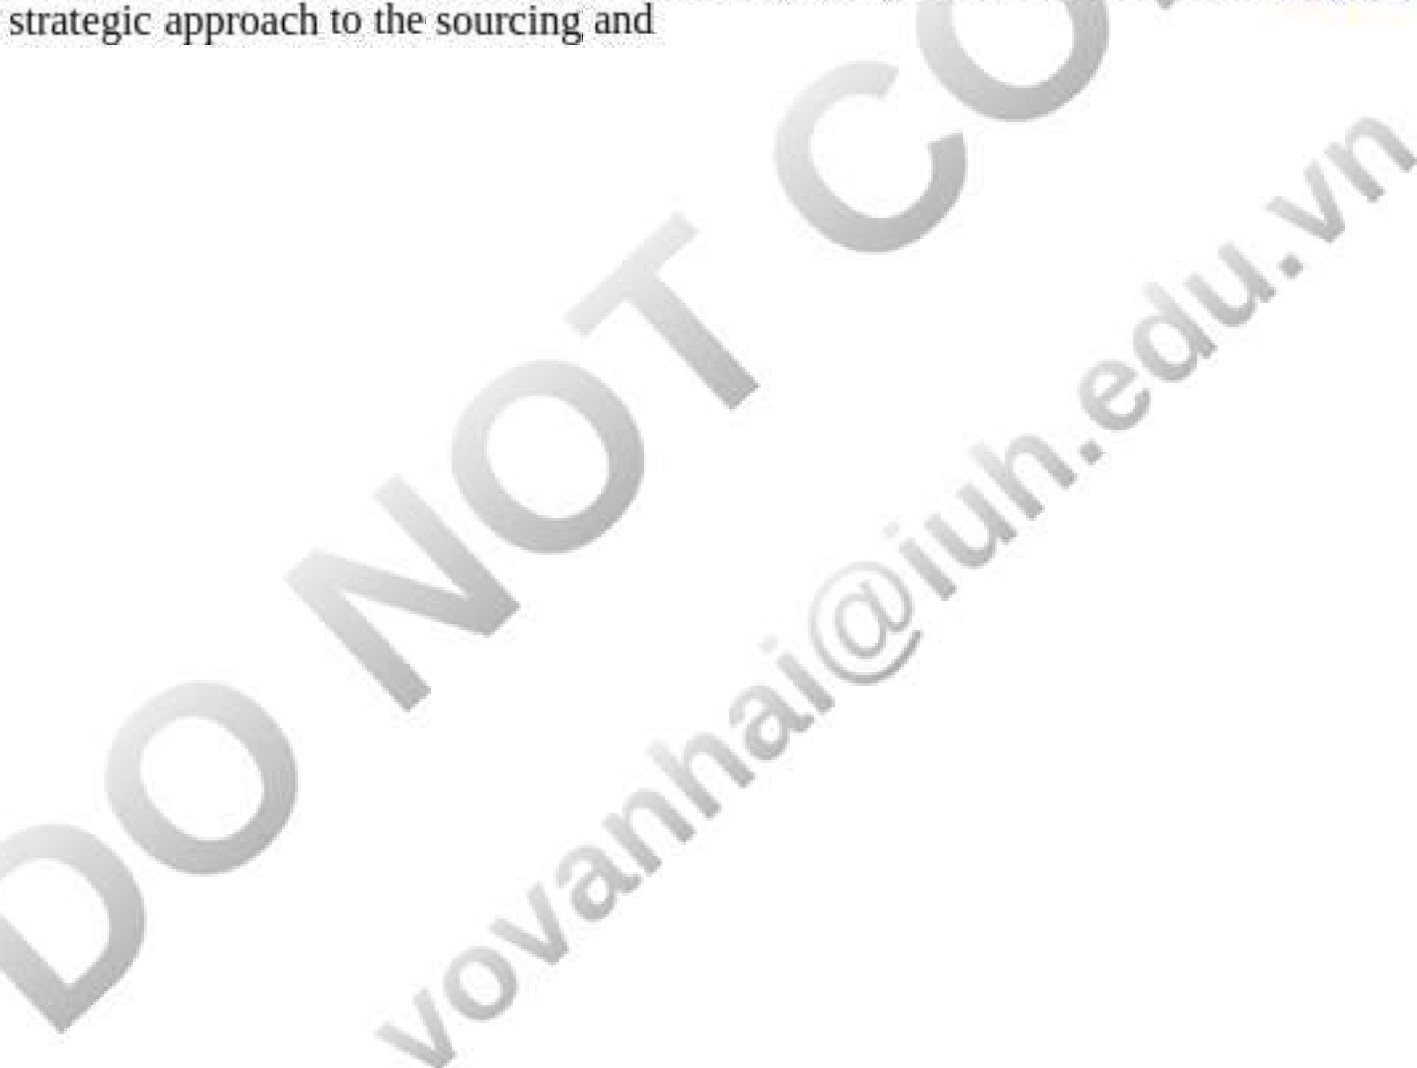 strategic approach to the sourcing and
DO NOT CO
vovanhai@iuh.edu.vn